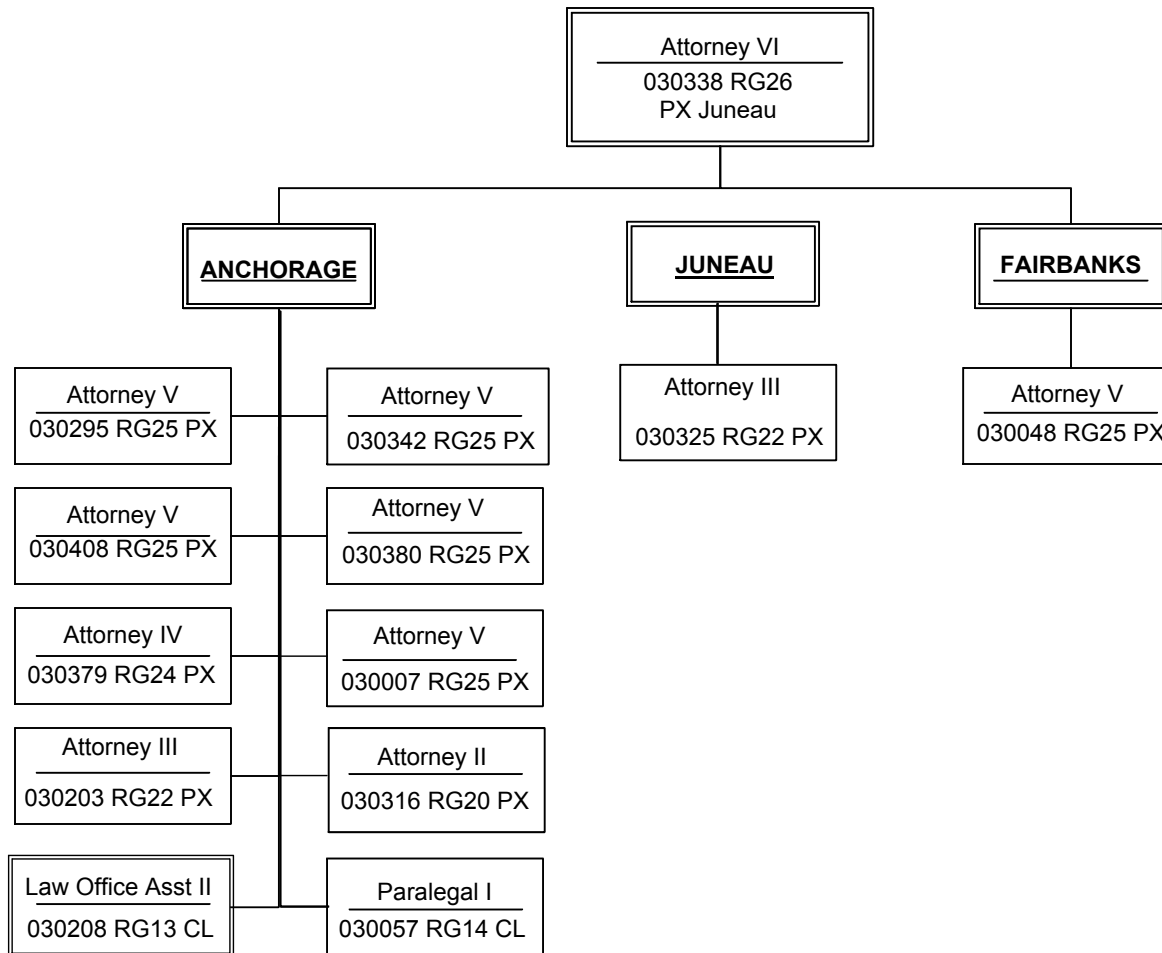 Attorney VI
030338 RG26
PX Juneau
ANCHORAGE
JUNEAU
FAIRBANKS
Attorney V
030295 RG25 PX
Attorney V
030342 RG25 PX
Attorney III
030325 RG22 PX
Attorney V
030048 RG25 PX
Attorney V
030408 RG25 PX
Attorney V
030380 RG25 PX
Attorney IV
030379 RG24 PX
Attorney V
030007 RG25 PX
Attorney III
030203 RG22 PX
Attorney II
030316 RG20 PX
Law Office Asst II
030208 RG13 CL
Paralegal I
030057 RG14 CL